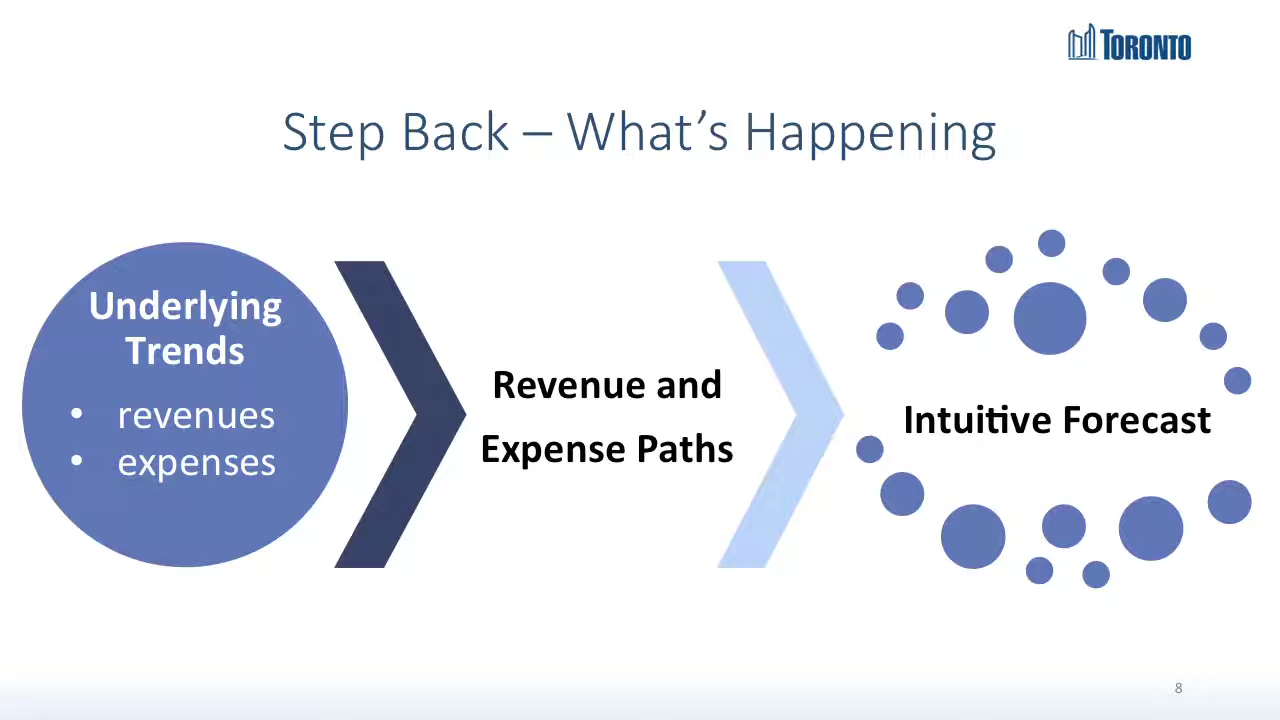 TORONTO
Step Back – What’s Happening
Underlying
Trends
• revenues
• expenses
Revenue and
Expense Paths
Intuitive Forecast
8